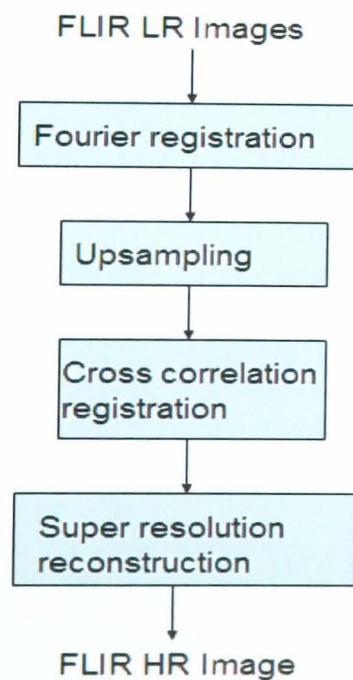 FLIR LR Images
Fourier registration
Upsampling
Cross correlation
registration
Super resolution
reconstruction
FLIR HR Image